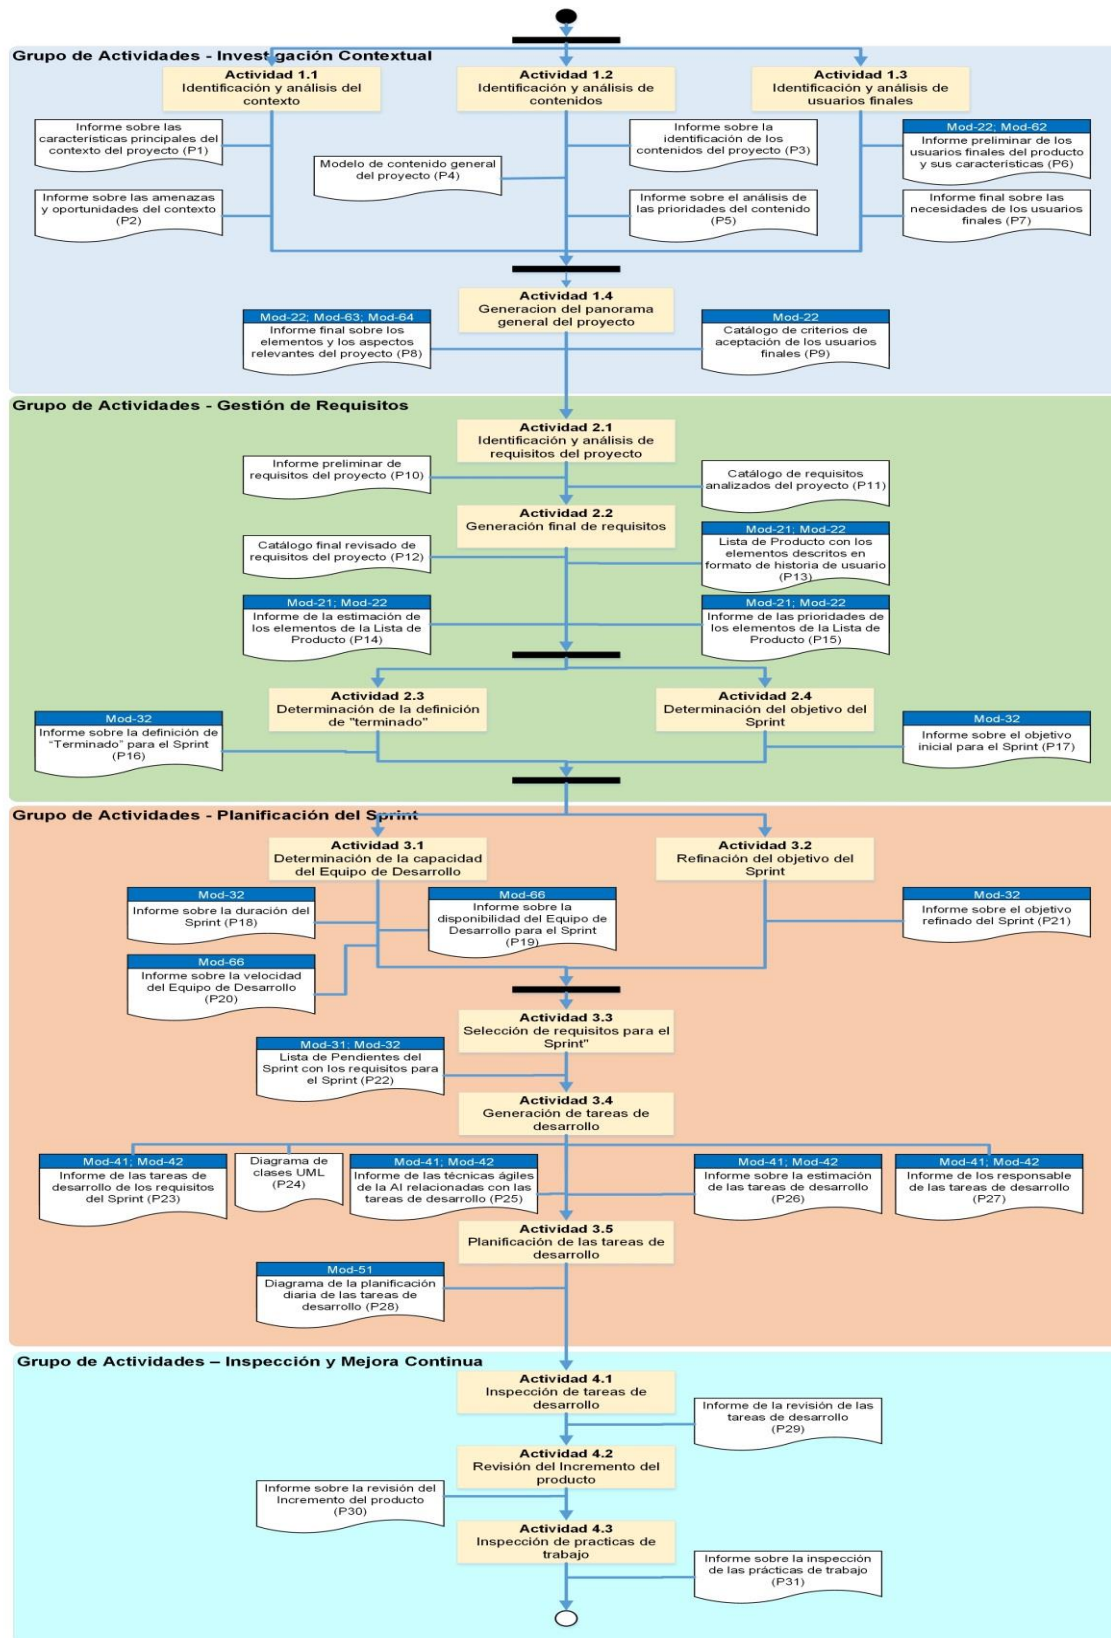 Grupo de Actividades - Investigación Contextual
Actividad 1.1
Identificación y análisis del
contexto
Actividad 1.2
Identificación y análisis de
contenidos
Actividad 1.3
Identificación y análisis de
usuarios finales
Informe sobre las
características principales del
contexto del proyecto (P1)
Informe sobre las amenazas
y oportunidades del contexto
(P2)
Modelo de contenido general
del proyecto (P4)
Informe sobre la
identificación de los
contenidos del proyecto (P3)
Informe sobre el análisis de
las prioridades del contenido
(P5)
Mod-22; Mod-62
Informe preliminar de los
usuarios finales del producto
y sus características (P6)
Informe final sobre las
necesidades de los usuarios
finales (P7)
Actividad 1.4
Generacion del panorama
general del proyecto
Mod-22; Mod-63; Mod-64
Informe final sobre los
elementos y los aspectos
relevantes del proyecto (P8)
Mod-22
Catálogo de criterios de
aceptación de los usuarios
finales (P9)
Grupo de Actividades - Gestión de Requisitos
Actividad 2.1
Identificación y análisis de
requisitos del proyecto
Informe preliminar de
requisitos del proyecto (P10)
Catálogo de requisitos
analizados del proyecto (P11)
Actividad 2.2
Generación final de requisitos
Catálogo final revisado de
requisitos del proyecto (P12)
Mod-21; Mod-22
Lista de Producto con los
elementos descritos en
formato de historia de usuario
(P13)
Mod-21; Mod-22
Informe de la estimación de
los elementos de la Lista de
Producto (P14)
Mod-21; Mod-22
Informe de las prioridades de
los elementos de la Lista de
Producto (P15)
Actividad 2.3
Determinación de la definición
de "terminado"
Actividad 2.4
Determinación del objetivo del
Sprint
Mod-32
Informe sobre la definición de
“Terminado” para el Sprint
(P16)
Mod-32
Informe sobre el objetivo
inicial para el Sprint (P17)
Grupo de Actividades - Planificación del Sprint
Actividad 3.1
Determinación de la capacidad
del Equipo de Desarrollo
Actividad 3.2
Refinación del objetivo del
Sprint
Mod-32
Informe sobre la duración del
Sprint (P18)
Mod-66
Informe sobre la
disponibilidad del Equipo de
Desarrollo para el Sprint
(P19)
Mod-32
Informe sobre el objetivo
refinado del Sprint (P21)
Mod-66
Informe sobre la velocidad
del Equipo de Desarrollo
(P20)
Actividad 3.3
Selección de requisitos para el
Sprint"
Mod-31; Mod-32
Lista de Pendientes del
Sprint con los requisitos para
el Sprint (P22)
Actividad 3.4
Generación de tareas de
desarrollo
Mod-41; Mod-42
Informe de las tareas de
desarrollo de los requisitos
del Sprint (P23)
Diagrama de
clases UML
(P24)
Mod-41; Mod-42
Informe de las técnicas ágiles
de la AI relacionadas con las
tareas de desarrollo (P25)
Mod-41; Mod-42
Informe sobre la estimación
de las tareas de desarrollo
(P26)
Mod-41; Mod-42
Informe de los responsable
de las tareas de desarrollo
(P27)
Actividad 3.5
Planificación de las tareas de
desarrollo
Mod-51
Diagrama de la planificación
diaria de las tareas de
desarrollo (P28)
Grupo de Actividades – Inspección y Mejora Continua
Actividad 4.1
Inspección de tareas de
desarrollo
Informe de la revisión de las
tareas de desarrollo
(P29)
Actividad 4.2
Revisión del Incremento del
producto
Informe sobre la revisión del
Incremento del producto
(P30)
Actividad 4.3
Inspección de practicas de
trabajo
Informe sobre la inspección
de las prácticas de trabajo
(P31)